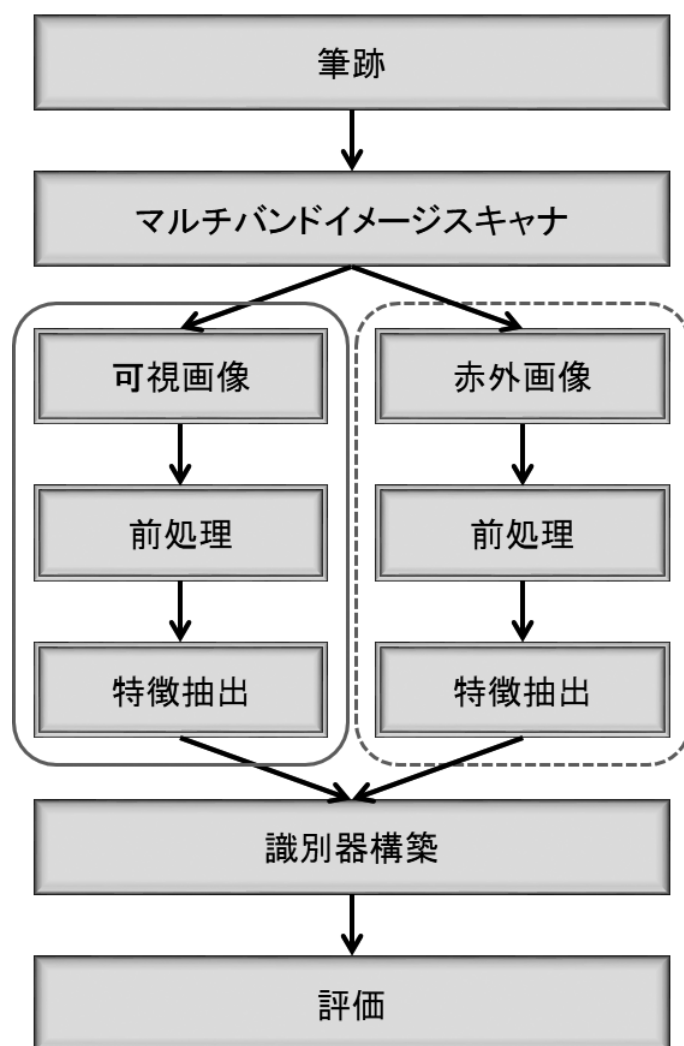 筆跡
マルチバンドイメージスキャナ
可視画像
赤外画像
前処理
前処理
特徴抽出
特徴抽出
識別器構築
評価